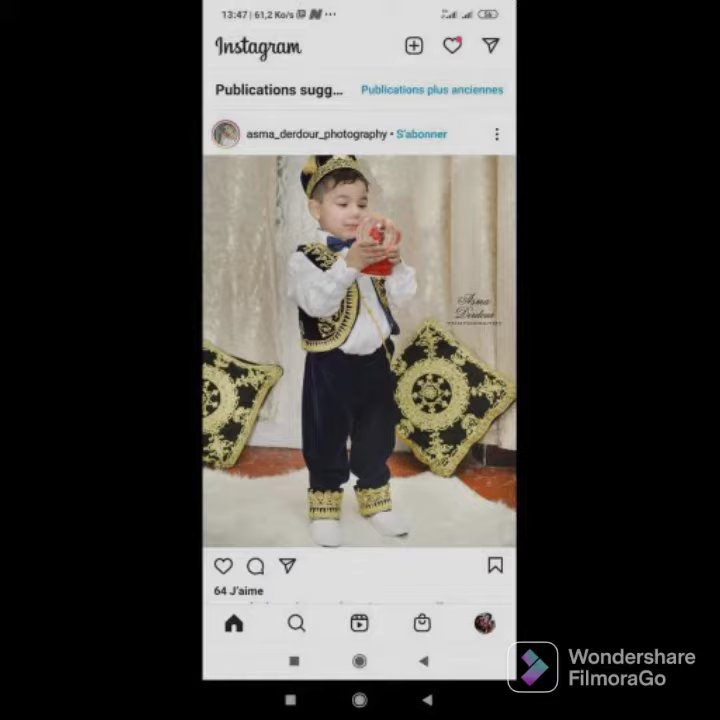 13:47 | 61,2 Ko/s
Instagram
Publications sugg... Publications plus anciennes
asma_derdour_photography • S'abonner
Asma
Derdour
64 J'aime
Wondershare
FilmoraGo